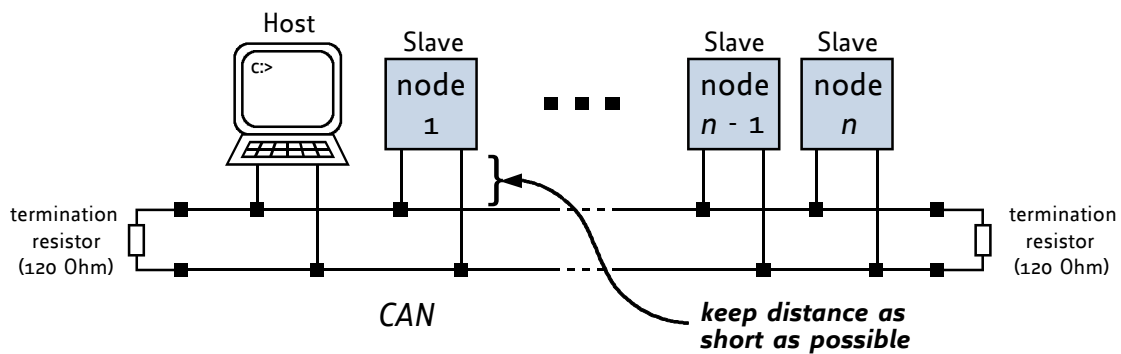 Host
C:>
Slave
node
1
Slave
node
n - 1
Slave
node
n
termination
resistor
(120 Ohm)
termination
resistor
(120 Ohm)
CAN
keep distance as
short as possible